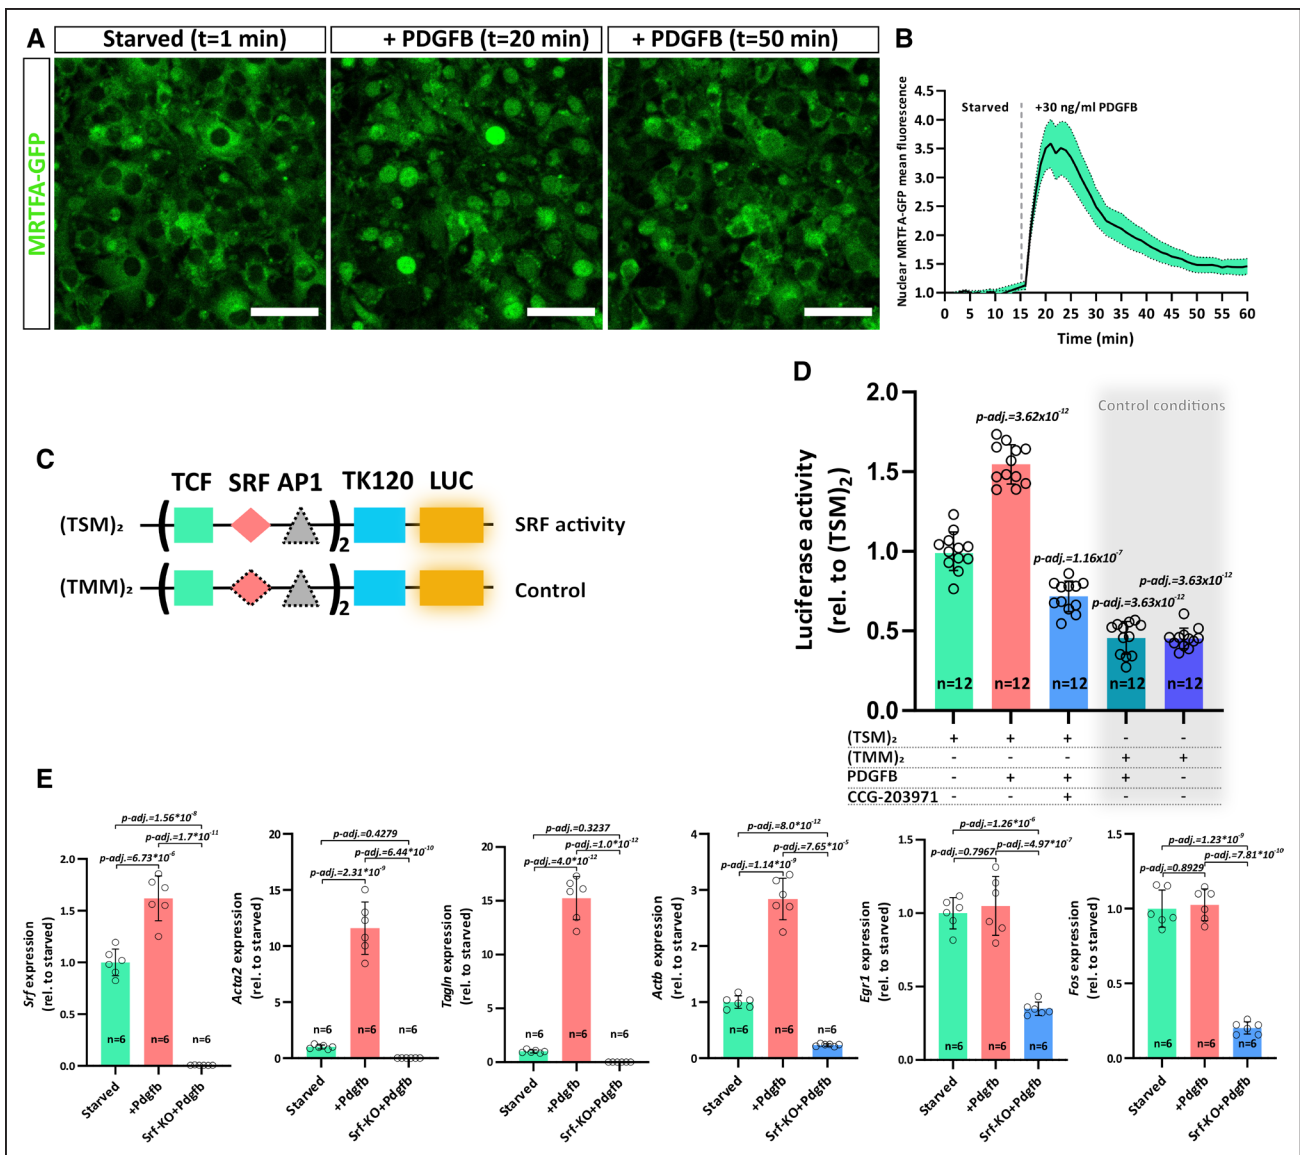 A
Starved (t=1 min)
+ PDGFB (t=20 min)
+ PDGFB (t=50 min)
MRTFA-GFP
B
Nuclear MRTFA-GFP mean fluorescence
4.5
4.0
3.5
3.0
2.5
2.0
1.5
1.0
Starved
+30 ng/ml PDGFB
0 5 10 15 20 25 30 35 40 45 50 55 60
Time (min)
C
TCF SRF AP1 TK120 LUC
(TSM)₂ ( )₂ SRF activity
(TMM)₂ ( )₂ Control
D
Luciferase activity
(rel. to (TSM)₂)
2.0
1.5
1.0
0.5
0.0
Control conditions
p-adj.=3.62x10⁻¹²
p-adj.=1.16x10⁻⁷
p-adj.=3.63x10⁻¹²
p-adj.=3.63x10⁻¹²
n=12 n=12 n=12 n=12 n=12
(TSM)₂ + + + - -
(TMM)₂ - - - + +
PDGFB - + + + -
CCG-203971 - - + - -
E
Srf expression
(rel. to starved)
2.0
1.5
1.0
0.5
0.0
p-adj.=1.56*10⁻⁸
p-adj.=1.7*10⁻¹¹
p-adj.=6.73*10⁻⁶
n=6 n=6 n=6
Starved +Pdgfb Srf-KO+Pdgfb
Acta2 expression
(rel. to starved)
20
15
10
5
0
p-adj.=0.4279
p-adj.=6.44*10⁻¹⁰
p-adj.=2.31*10⁻⁹
n=6 n=6 n=6
Starved +Pdgfb Srf-KO+Pdgfb
Tagln expression
(rel. to starved)
20
15
10
5
0
p-adj.=0.3237
p-adj.=1.0*10⁻¹²
p-adj.=4.0*10⁻¹²
n=6 n=6 n=6
Starved +Pdgfb Srf-KO+Pdgfb
Actb expression
(rel. to starved)
4
3
2
1
0
p-adj.=8.0*10⁻¹²
p-adj.=7.65*10⁻⁵
p-adj.=1.14*10⁻⁹
n=6 n=6 n=6
Starved +Pdgfb Srf-KO+Pdgfb
Egr1 expression
(rel. to starved)
1.5
1.0
0.5
0.0
p-adj.=1.26*10⁻⁶
p-adj.=4.97*10⁻⁷
p-adj.=0.7967
n=6 n=6 n=6
Starved +Pdgfb Srf-KO+Pdgfb
Fos expression
(rel. to starved)
1.5
1.0
0.5
0.0
p-adj.=1.23*10⁻⁹
p-adj.=7.81*10⁻¹⁰
p-adj.=0.8929
n=6 n=6 n=6
Starved +Pdgfb Srf-KO+Pdgfb